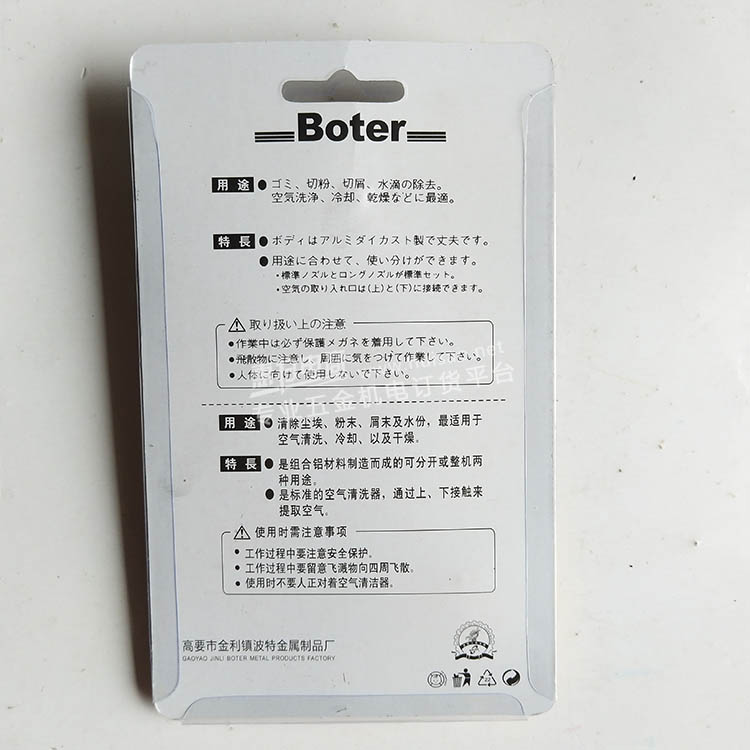 Boter
用途 ●ゴミ、切粉、切屑、水滴の除去。
空気洗浄、冷却、乾燥などに最適。
特長 ●ボディはアルミダイカスト製で丈夫です。
●用途に合わせて、使い分けができます。
・標準ノズルとロングノズルが標準セット。
・空気の取り入れ口は(上)と(下)に接続できます。
⚠取り扱い上の注意
●作業中は必ず保護メガネを着用して下さい。
●飛散物に注意し、周囲に気をつけて作業して下さい。
●人体に向けて使用しないで下さい。
专业五金机电订货平台
用途 ●清除尘埃、粉末、屑末及水份，最适用于
空气清洗、冷却、以及干燥。
特長 ●是组合铝材料制造而成的可分开或整机两
种用途。
●是标准的空气清洗器，通过上、下接触来
提取空气。
⚠使用时需注意事项
●工作过程中要注意安全保护。
●工作过程中要留意飞溅物向四周飞散。
●使用时不要人正对着空气清洁器。
高要市金利镇波特金属制品厂
GAOYAO JINLI BOTER METAL PRODUCTS FACTORY